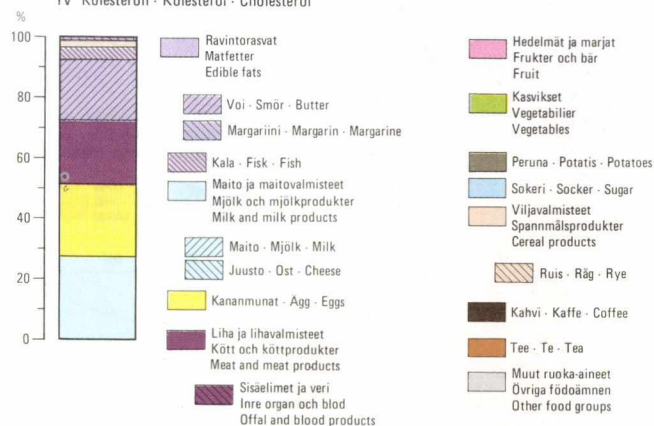 IV Kolesteroli · Kolesterol · Cholesterol
%
100
80
60
40
20
0
Ravintorasvat
Matfetter
Edible fats
Voi · Smör · Butter
Margariini · Margarin · Margarine
Kala · Fisk · Fish
Maito ja maitovalmisteet
Mjölk och mjölkprodukter
Milk and milk products
Maito · Mjölk · Milk
Juusto · Ost · Cheese
Kananmunat · Ägg · Eggs
Liha ja lihavalmisteet
Kött och köttprodukter
Meat and meat products
Sisäelimet ja veri
Inre organ och blod
Offal and blood products
Hedelmät ja marjat
Frukter och bär
Fruit
Kasvikset
Vegetabilier
Vegetables
Peruna · Potatis · Potatoes
Sokeri · Socker · Sugar
Viljavalmisteet
Spannmålsprodukter
Cereal products
Ruis · Råg · Rye
Kahvi · Kaffe · Coffee
Tee · Te · Tea
Muut ruoka-aineet
Övriga födoämnen
Other food groups